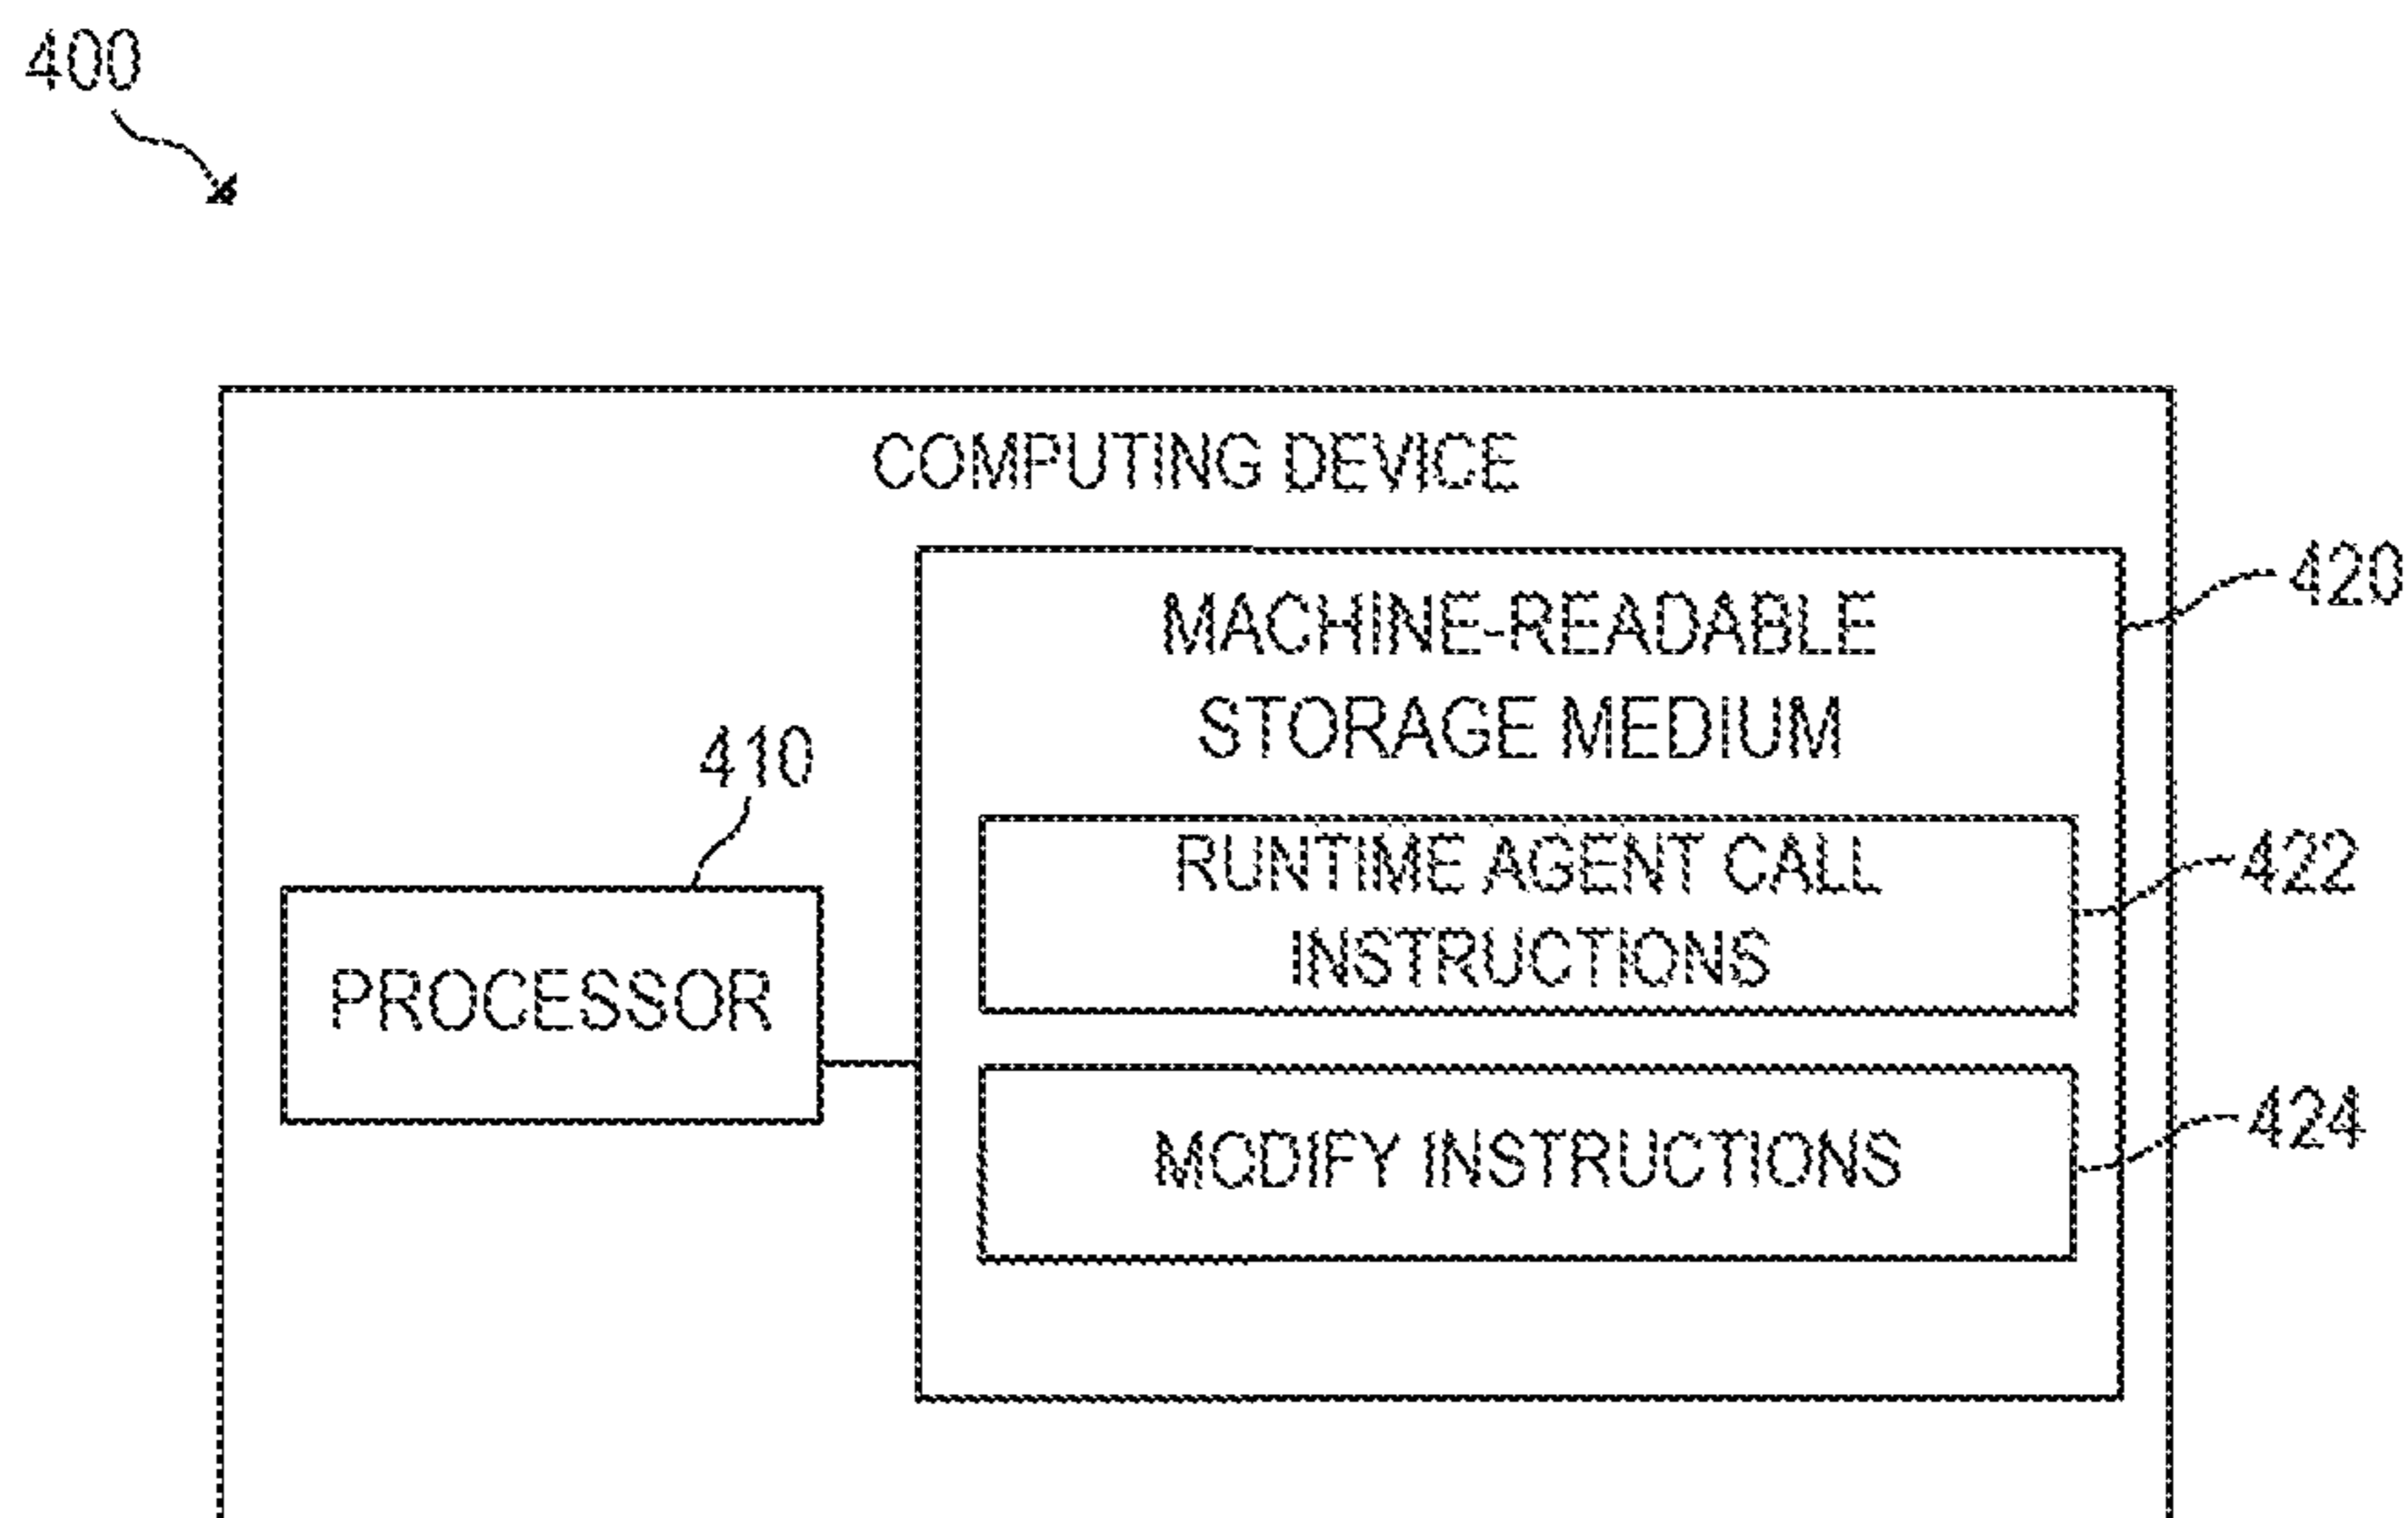 400
COMPUTING DEVICE
420
MACHINE-READABLE
STORAGE MEDIUM
410
RUNTIME AGENT CALL
INSTRUCTIONS
422
PROCESSOR
MODIFY INSTRUCTIONS
424